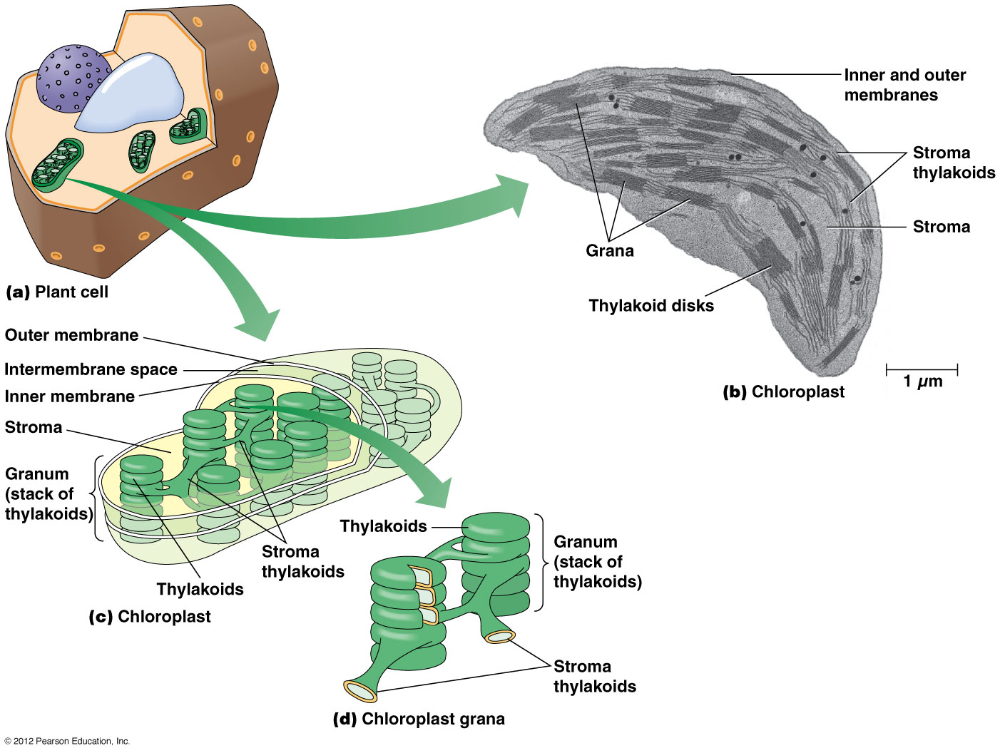 (a) Plant cell
Inner and outer
membranes
Stroma
thylakoids
Stroma
Grana
Thylakoid disks
1 µm
(b) Chloroplast
Outer membrane
Intermembrane space
Inner membrane
Stroma
Granum
(stack of
thylakoids)
Stroma
thylakoids
Thylakoids
(c) Chloroplast
Thylakoids
Granum
(stack of
thylakoids)
Stroma
thylakoids
(d) Chloroplast grana
© 2012 Pearson Education, Inc.